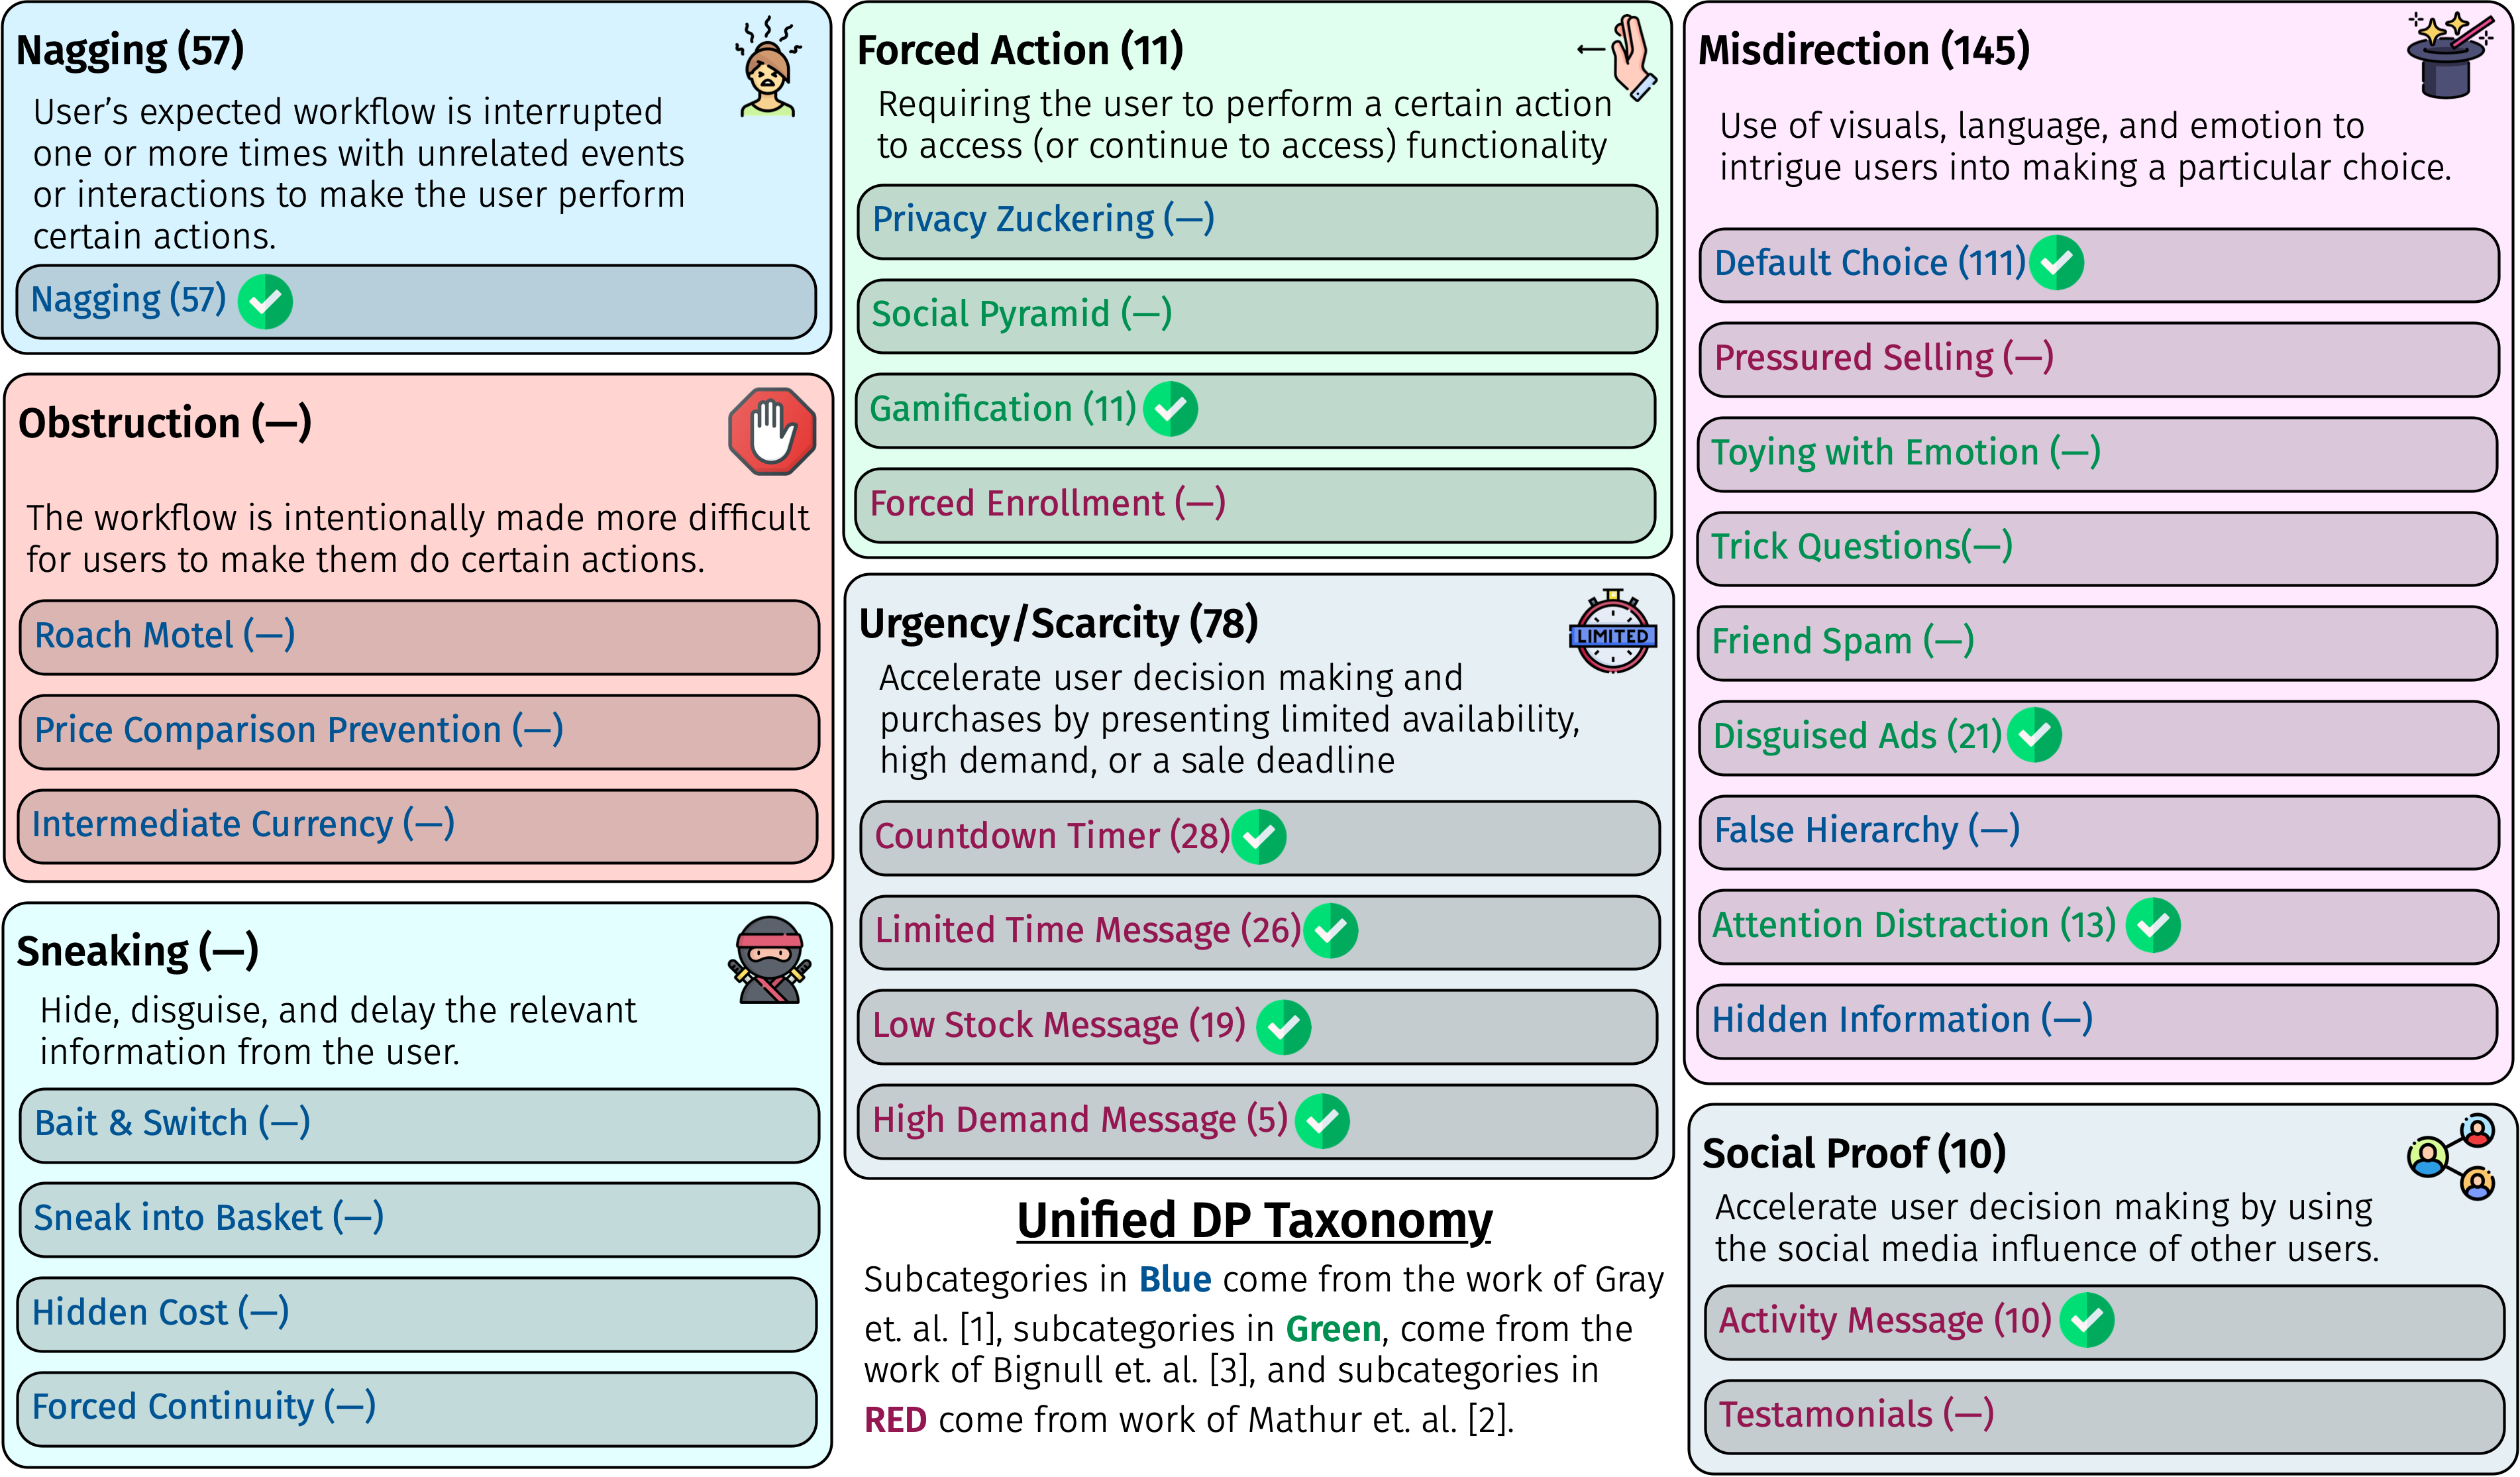 Nagging (57)
User’s expected workflow is interrupted
one or more times with unrelated events
or interactions to make the user perform
certain actions.
Nagging (57)
Obstruction (—)
The workflow is intentionally made more difficult
for users to make them do certain actions.
Roach Motel (—)
Price Comparison Prevention (—)
Intermediate Currency (—)
Sneaking (—)
Hide, disguise, and delay the relevant
information from the user.
Bait & Switch (—)
Sneak into Basket (—)
Hidden Cost (—)
Forced Continuity (—)
Forced Action (11)
Requiring the user to perform a certain action
to access (or continue to access) functionality
Privacy Zuckering (—)
Social Pyramid (—)
Gamification (11)
Forced Enrollment (—)
Urgency/Scarcity (78)
LIMITED
Accelerate user decision making and
purchases by presenting limited availability,
high demand, or a sale deadline
Countdown Timer (28)
Limited Time Message (26)
Low Stock Message (19)
High Demand Message (5)
Unified DP Taxonomy
Subcategories in Blue come from the work of Gray
et. al. [1], subcategories in Green, come from the
work of Bignull et. al. [3], and subcategories in
RED come from work of Mathur et. al. [2].
Misdirection (145)
Use of visuals, language, and emotion to
intrigue users into making a particular choice.
Default Choice (111)
Pressured Selling (—)
Toying with Emotion (—)
Trick Questions(—)
Friend Spam (—)
Disguised Ads (21)
False Hierarchy (—)
Attention Distraction (13)
Hidden Information (—)
Social Proof (10)
Accelerate user decision making by using
the social media influence of other users.
Activity Message (10)
Testamonials (—)